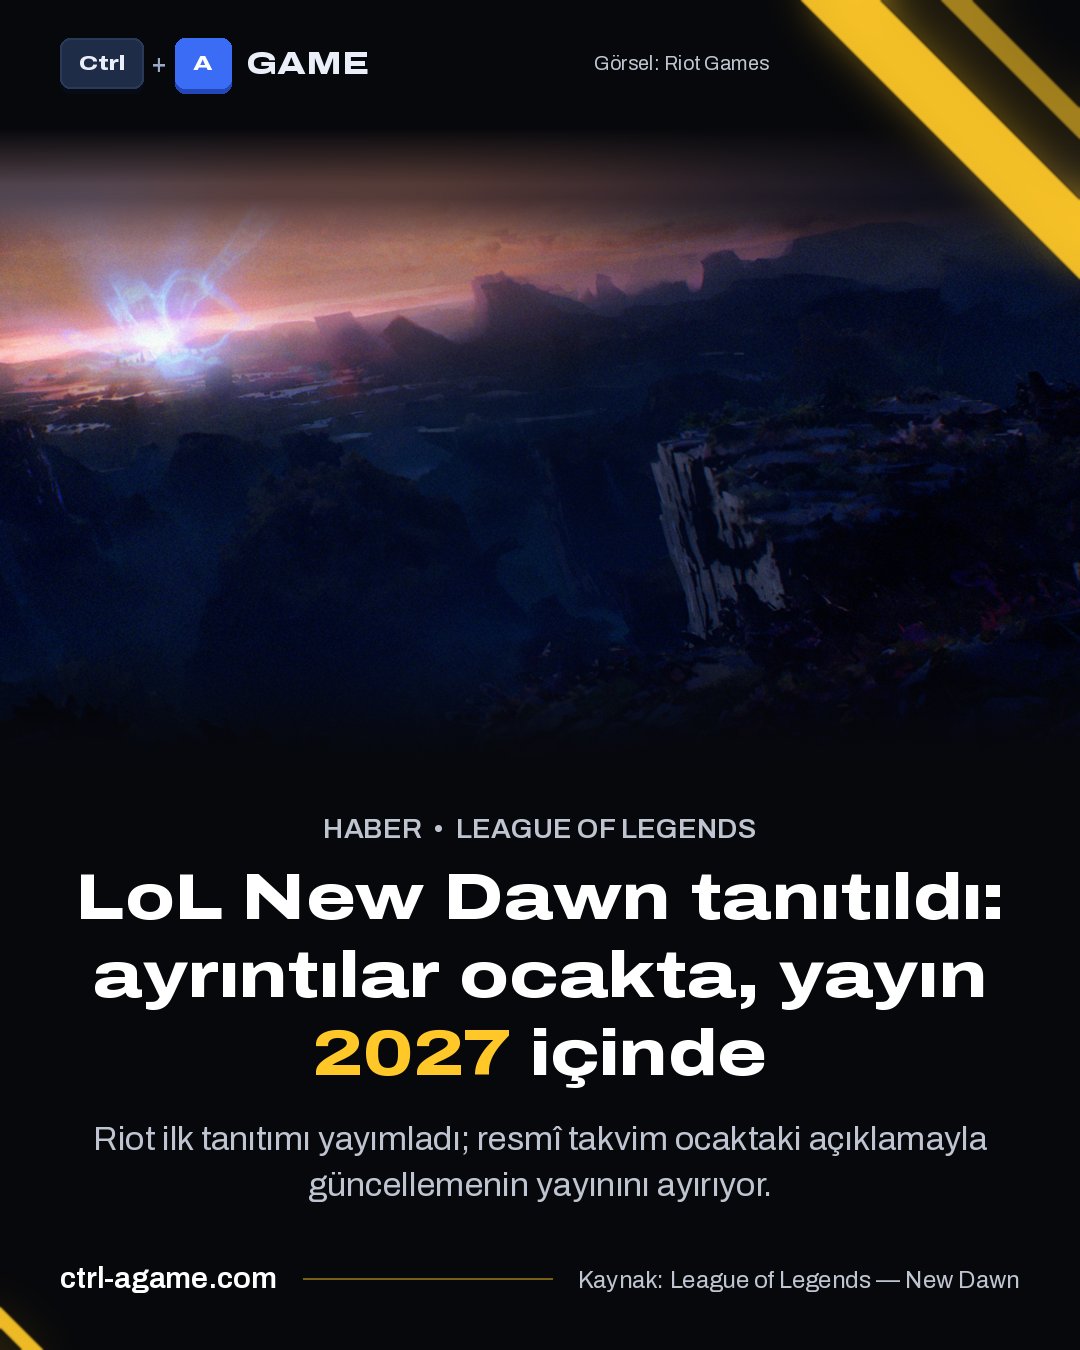 Ctrl + A GAME
Görsel: Riot Games
HABER • LEAGUE OF LEGENDS
LoL New Dawn tanıtıldı:
ayrıntılar ocakta, yayın
2027 içinde
Riot ilk tanıtımı yayımladı; resmî takvim ocaktaki açıklamayla
güncellemenin yayınını ayırıyor.
ctrl-agame.com
Kaynak: League of Legends — New Dawn